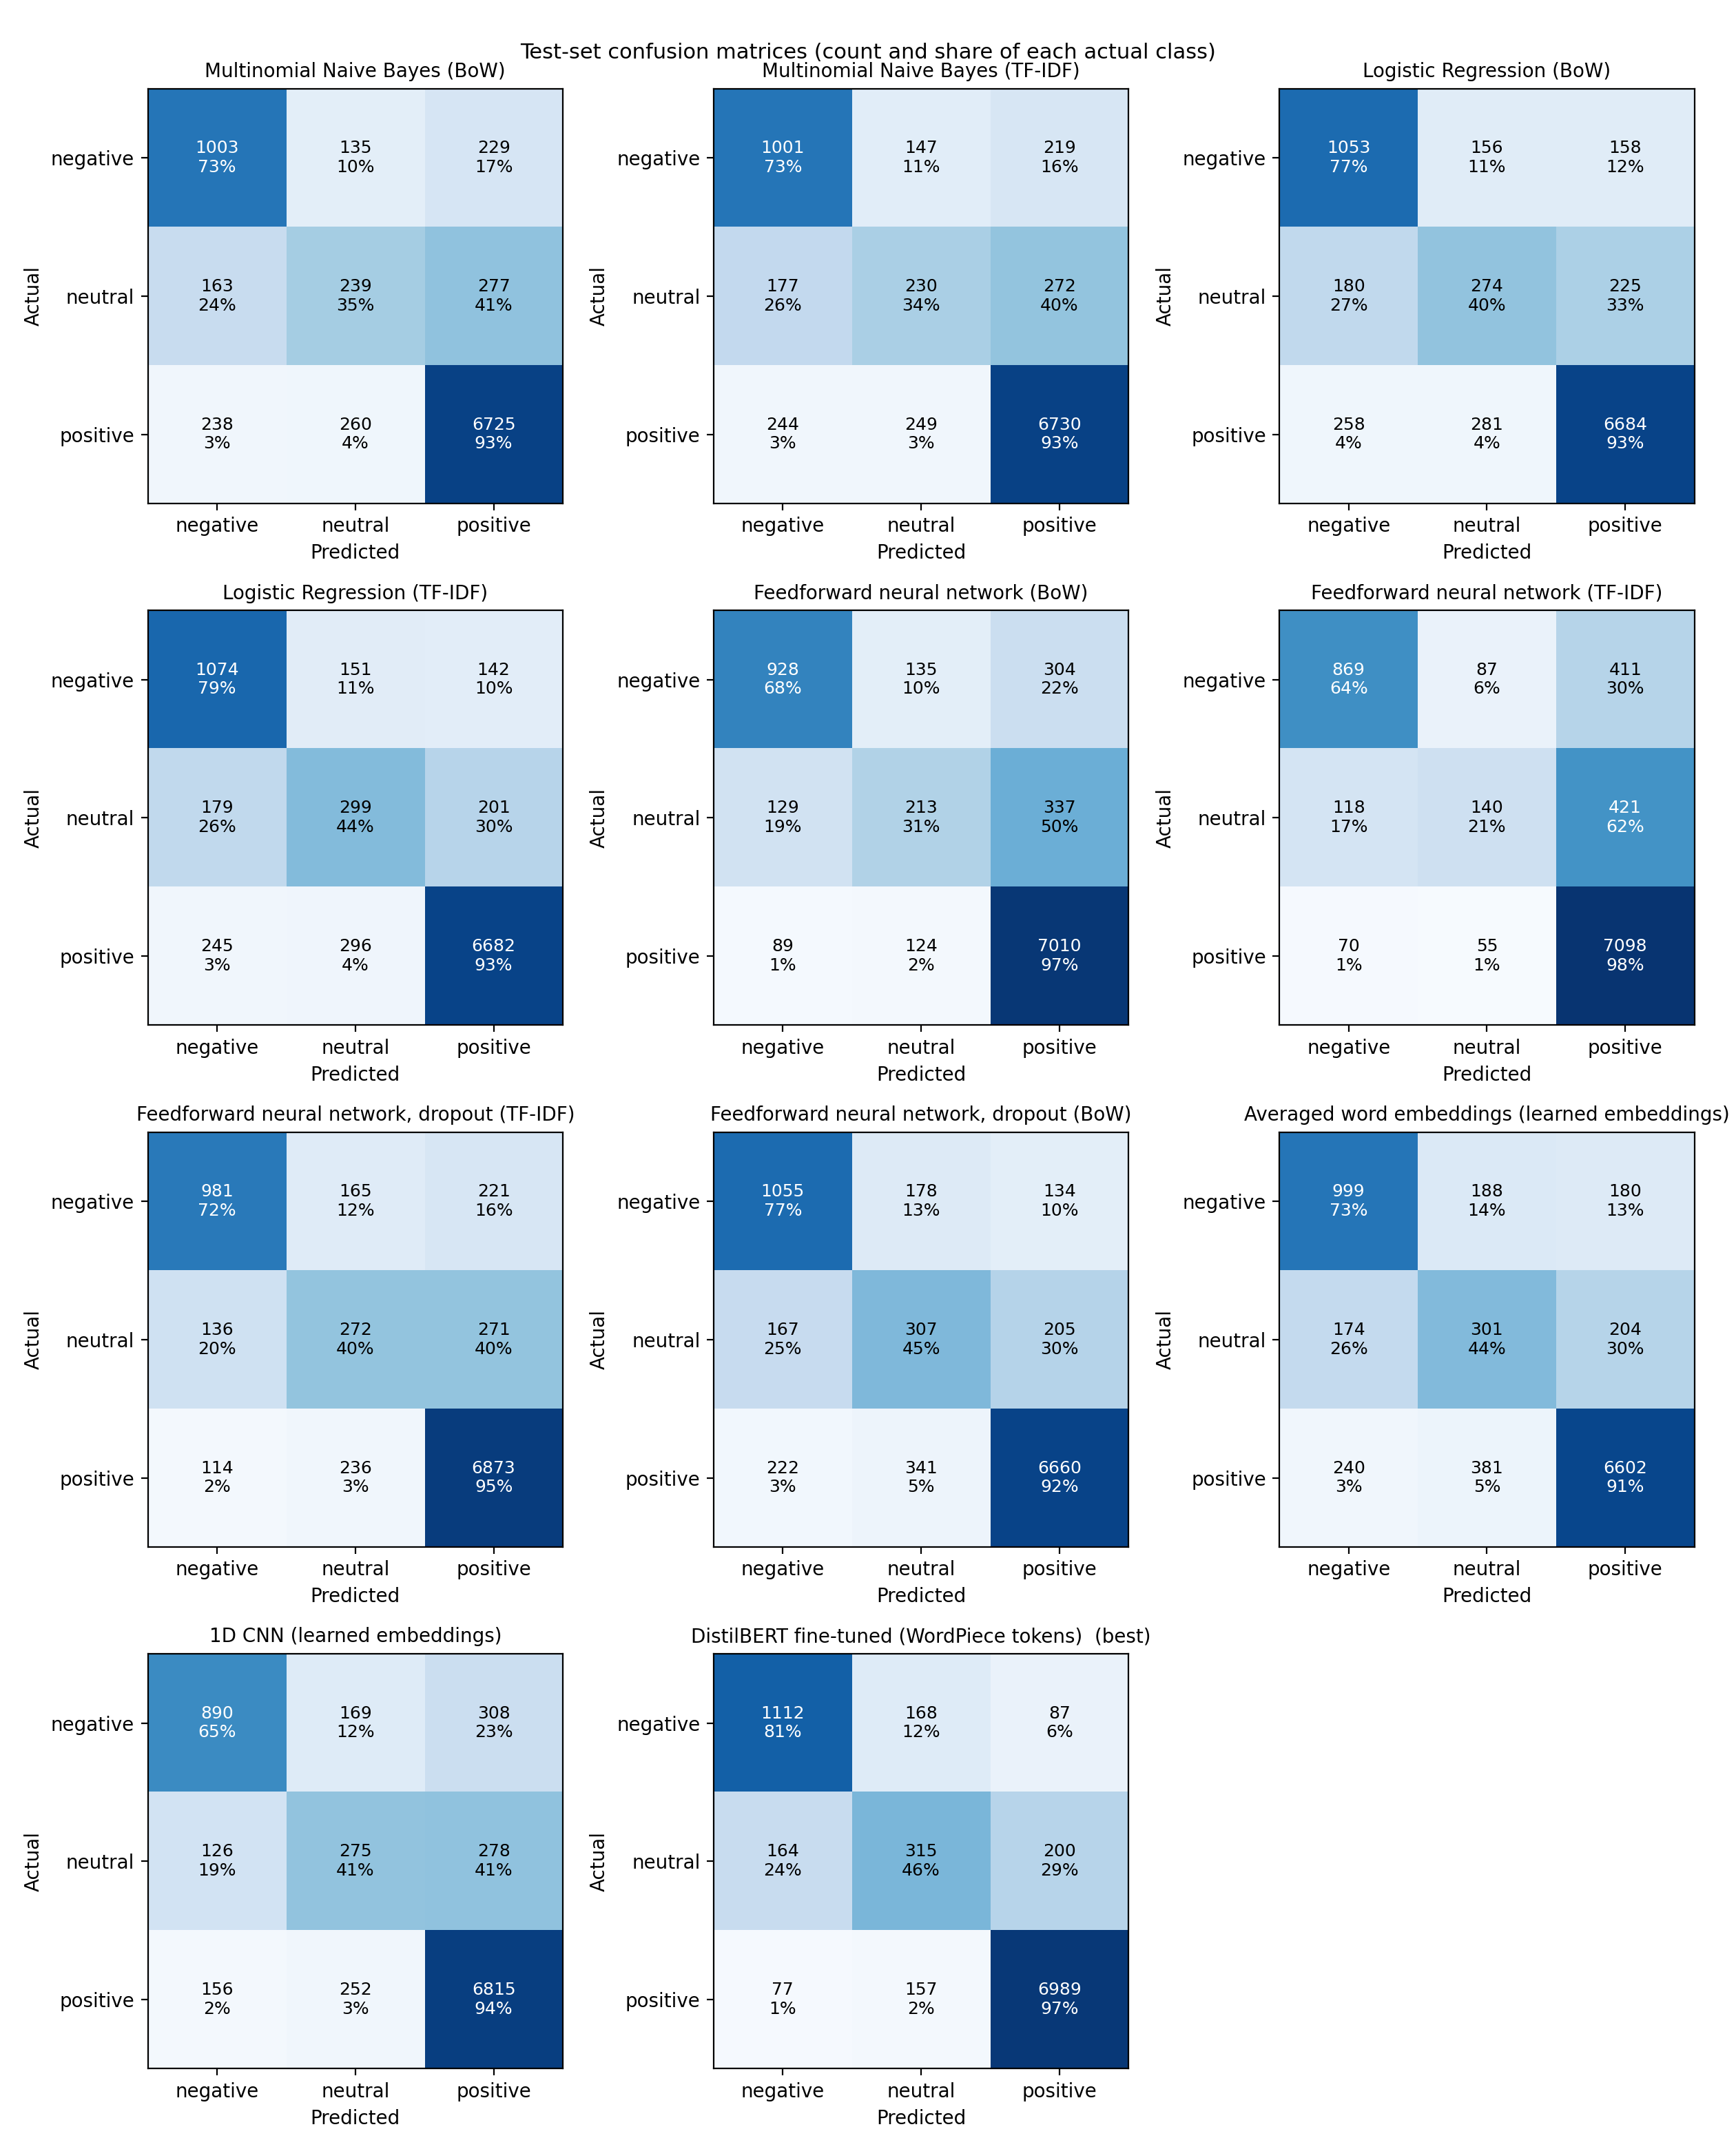 Test-set confusion matrices (count and share of each actual class)
Multinomial Naive Bayes (BoW)
Actual
negative
1003 135 229
73% 10% 17%
neutral
163 239 277
24% 35% 41%
positive
238 260 6725
3% 4% 93%
negative neutral positive
Predicted
Multinomial Naive Bayes (TF-IDF)
Actual
negative
1001 147 219
73% 11% 16%
neutral
177 230 272
26% 34% 40%
positive
244 249 6730
3% 3% 93%
negative neutral positive
Predicted
Logistic Regression (BoW)
Actual
negative
1053 156 158
77% 11% 12%
neutral
180 274 225
27% 40% 33%
positive
258 281 6684
4% 4% 93%
negative neutral positive
Predicted
Logistic Regression (TF-IDF)
Actual
negative
1074 151 142
79% 11% 10%
neutral
179 299 201
26% 44% 30%
positive
245 296 6682
3% 4% 93%
negative neutral positive
Predicted
Feedforward neural network (BoW)
Actual
negative
928 135 304
68% 10% 22%
neutral
129 213 337
19% 31% 50%
positive
89 124 7010
1% 2% 97%
negative neutral positive
Predicted
Feedforward neural network (TF-IDF)
Actual
negative
869 87 411
64% 6% 30%
neutral
118 140 421
17% 21% 62%
positive
70 55 7098
1% 1% 98%
negative neutral positive
Predicted
Feedforward neural network, dropout (TF-IDF)
Actual
negative
981 165 221
72% 12% 16%
neutral
136 272 271
20% 40% 40%
positive
114 236 6873
2% 3% 95%
negative neutral positive
Predicted
Feedforward neural network, dropout (BoW)
Actual
negative
1055 178 134
77% 13% 10%
neutral
167 307 205
25% 45% 30%
positive
222 341 6660
3% 5% 92%
negative neutral positive
Predicted
Averaged word embeddings (learned embeddings)
Actual
negative
999 188 180
73% 14% 13%
neutral
174 301 204
26% 44% 30%
positive
240 381 6602
3% 5% 91%
negative neutral positive
Predicted
1D CNN (learned embeddings)
Actual
negative
890 169 308
65% 12% 23%
neutral
126 275 278
19% 41% 41%
positive
156 252 6815
2% 3% 94%
negative neutral positive
Predicted
DistilBERT fine-tuned (WordPiece tokens) (best)
Actual
negative
1112 168 87
81% 12% 6%
neutral
164 315 200
24% 46% 29%
positive
77 157 6989
1% 2% 97%
negative neutral positive
Predicted